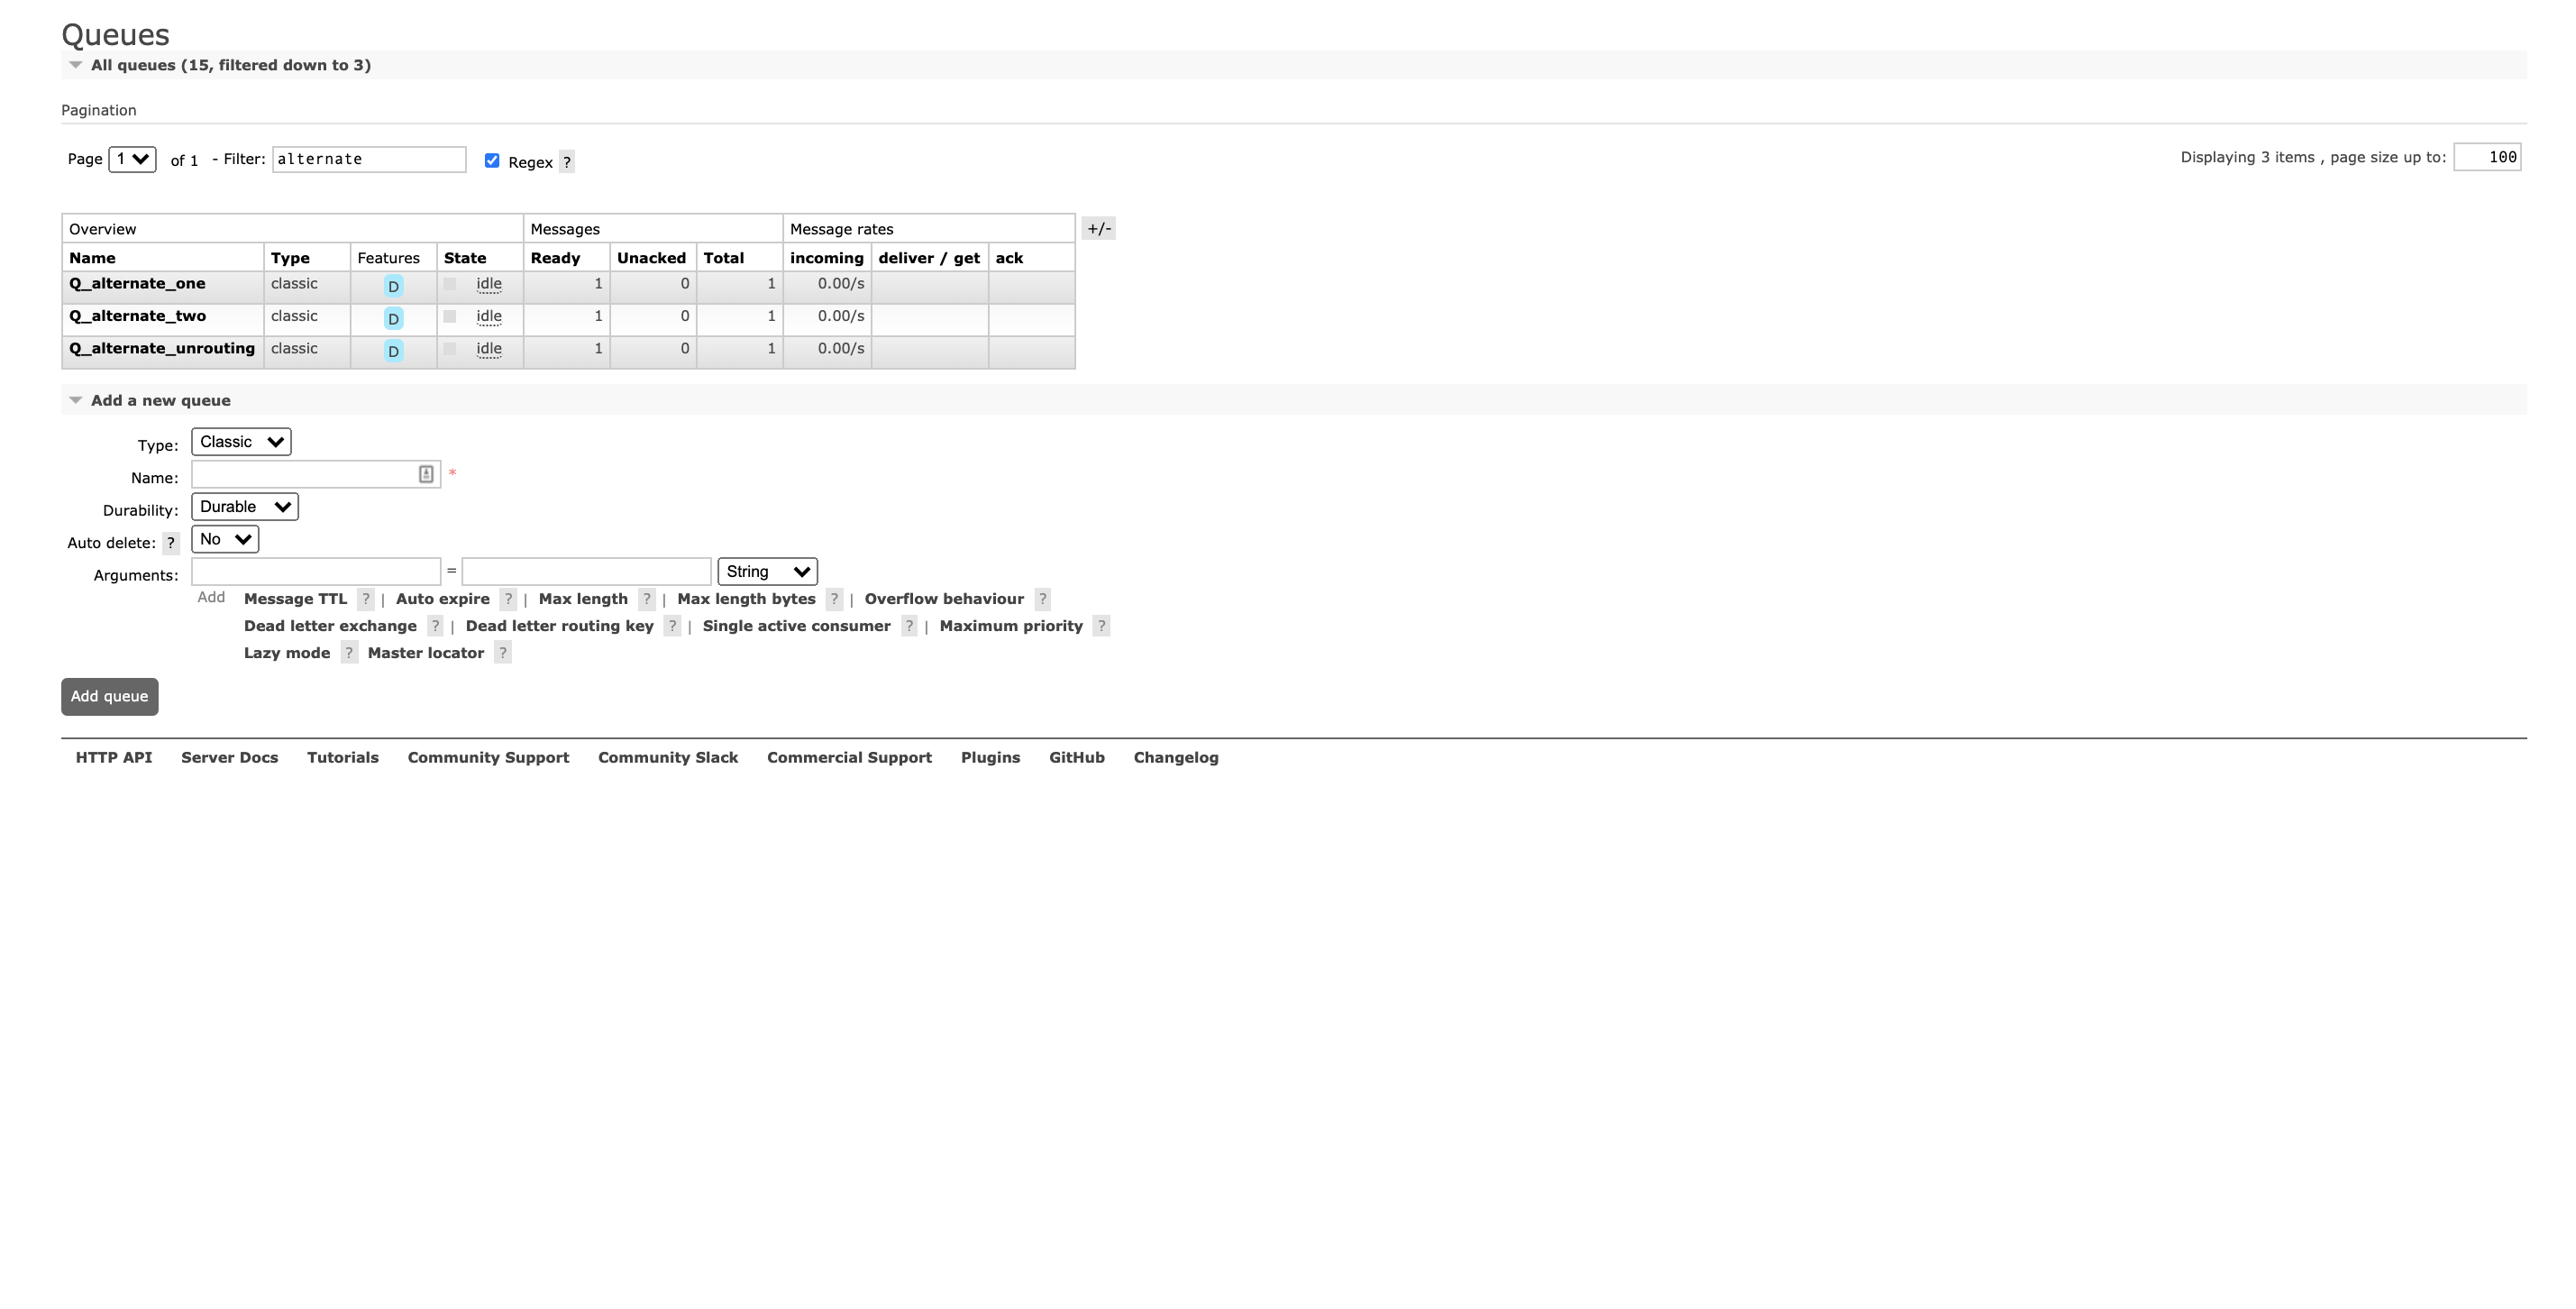 Queues
All queues (15, filtered down to 3)
Pagination
Page 1 of 1 - Filter: alternate Regex ? Displaying 3 items , page size up to: 100
Overview Messages Message rates +/-
Name Type Features State Ready Unacked Total incoming deliver / get ack
Q_alternate_one classic D idle 1 0 1 0.00/s
Q_alternate_two classic D idle 1 0 1 0.00/s
Q_alternate_unrouting classic D idle 1 0 1 0.00/s
Add a new queue
Type: Classic
Name: *
Durability: Durable
Auto delete: ? No
Arguments: = String
Add Message TTL ? | Auto expire ? | Max length ? | Max length bytes ? | Overflow behaviour ?
Dead letter exchange ? | Dead letter routing key ? | Single active consumer ? | Maximum priority ?
Lazy mode ? Master locator ?
Add queue
HTTP API Server Docs Tutorials Community Support Community Slack Commercial Support Plugins GitHub Changelog